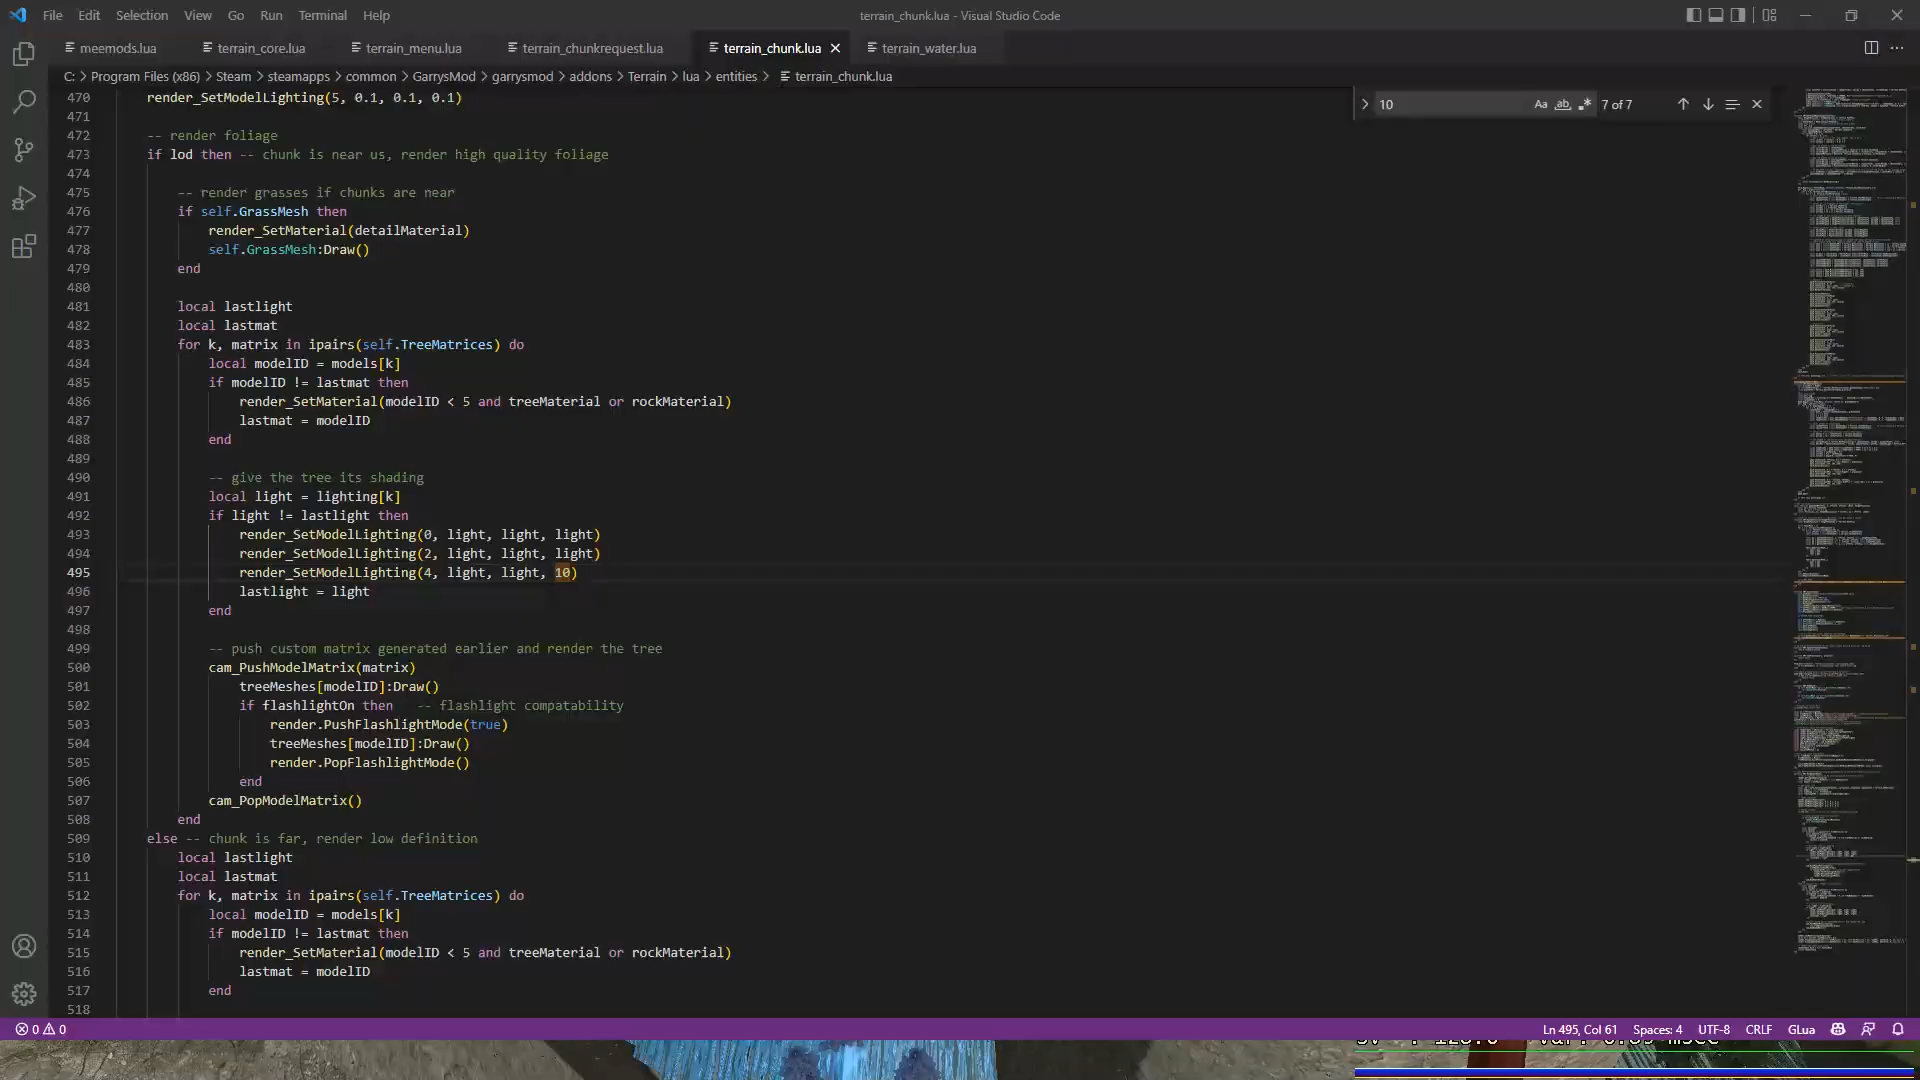 File Edit Selection View Go Run Terminal Help
terrain_chunk.lua - Visual Studio Code
meemods.lua terrain_core.lua terrain_menu.lua terrain_chunkrequest.lua terrain_chunk.lua terrain_water.lua
C: > Program Files (x86) > Steam > steamapps > common > GarrysMod > garrysmod > addons > Terrain > lua > entities > terrain_chunk.lua
10 Aa ab 7 of 7
470 render_SetModelLighting(5, 0.1, 0.1, 0.1)
471
472 -- render foliage
473 if lod then -- chunk is near us, render high quality foliage
474
475 -- render grasses if chunks are near
476 if self.GrassMesh then
477 render_SetMaterial(detailMaterial)
478 self.GrassMesh:Draw()
479 end
480
481 local lastlight
482 local lastmat
483 for k, matrix in ipairs(self.TreeMatrices) do
484 local modelID = models[k]
485 if modelID != lastmat then
486 render_SetMaterial(modelID < 5 and treeMaterial or rockMaterial)
487 lastmat = modelID
488 end
489
490 -- give the tree its shading
491 local light = lighting[k]
492 if light != lastlight then
493 render_SetModelLighting(0, light, light, light)
494 render_SetModelLighting(2, light, light, light)
495 render_SetModelLighting(4, light, light, 10)
496 lastlight = light
497 end
498
499 -- push custom matrix generated earlier and render the tree
500 cam_PushModelMatrix(matrix)
501 treeMeshes[modelID]:Draw()
502 if flashlightOn then -- flashlight compatability
503 render.PushFlashlightMode(true)
504 treeMeshes[modelID]:Draw()
505 render.PopFlashlightMode()
506 end
507 cam_PopModelMatrix()
508 end
509 else -- chunk is far, render low definition
510 local lastlight
511 local lastmat
512 for k, matrix in ipairs(self.TreeMatrices) do
513 local modelID = models[k]
514 if modelID != lastmat then
515 render_SetMaterial(modelID < 5 and treeMaterial or rockMaterial)
516 lastmat = modelID
517 end
518
0 0 Ln 495, Col 61 Spaces: 4 UTF-8 CRLF GLua